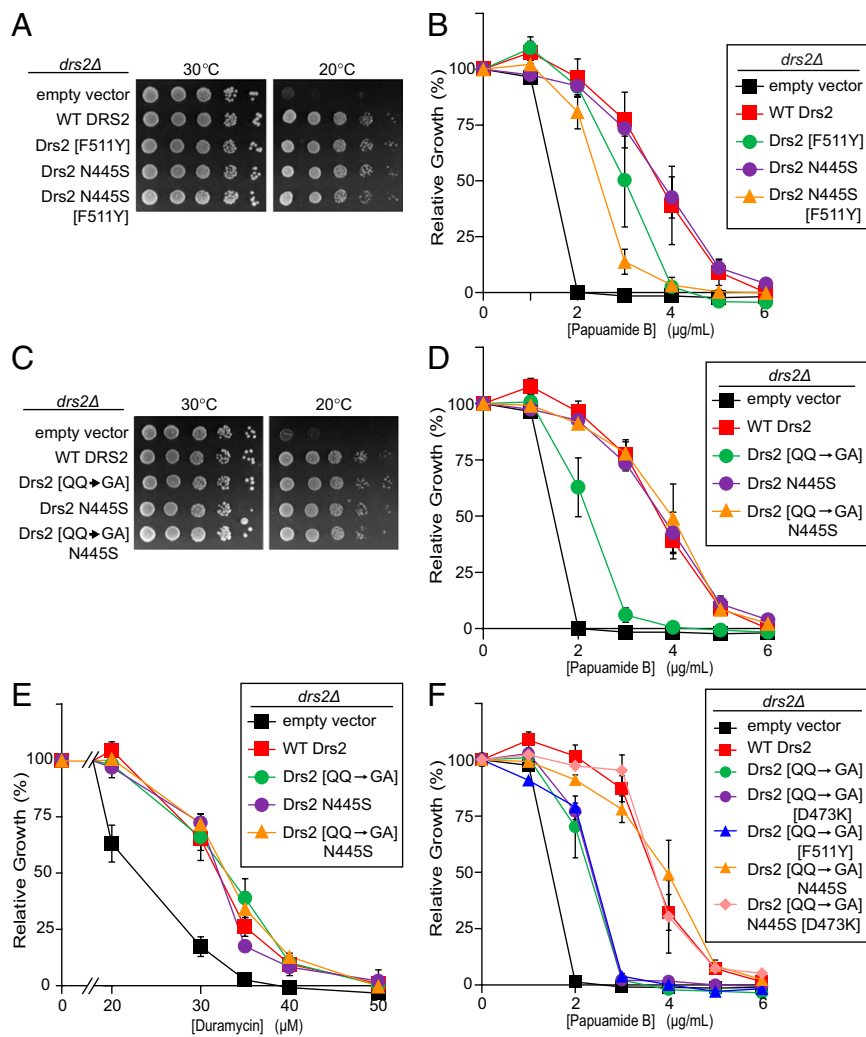 A
drs2Δ
30°C
20°C
empty vector
WT DRS2
Drs2 [F511Y]
Drs2 N445S
Drs2 N445S
[F511Y]
B
Relative Growth (%)
100
75
50
25
0
0
2
4
6
[Papuamide B] (μg/mL)
drs2Δ
empty vector
WT Drs2
Drs2 [F511Y]
Drs2 N445S
Drs2 N445S
[F511Y]
C
drs2Δ
30°C
20°C
empty vector
WT DRS2
Drs2 [QQ➔GA]
Drs2 N445S
Drs2 [QQ➔GA]
N445S
D
Relative Growth (%)
100
75
50
25
0
0
2
4
6
[Papuamide B] (μg/mL)
drs2Δ
empty vector
WT Drs2
Drs2 [QQ→GA]
Drs2 N445S
Drs2 [QQ→GA]
N445S
E
Relative Growth (%)
100
75
50
25
0
0
20
30
40
50
[Duramycin] (μM)
drs2Δ
empty vector
WT Drs2
Drs2 [QQ→GA]
Drs2 N445S
Drs2 [QQ→GA]
N445S
F
Relative Growth (%)
100
75
50
25
0
0
2
4
6
[Papuamide B] (μg/mL)
drs2Δ
empty vector
WT Drs2
Drs2 [QQ→GA]
Drs2 [QQ→GA]
[D473K]
Drs2 [QQ→GA]
[F511Y]
Drs2 [QQ→GA]
N445S
Drs2 [QQ→GA]
N445S [D473K]